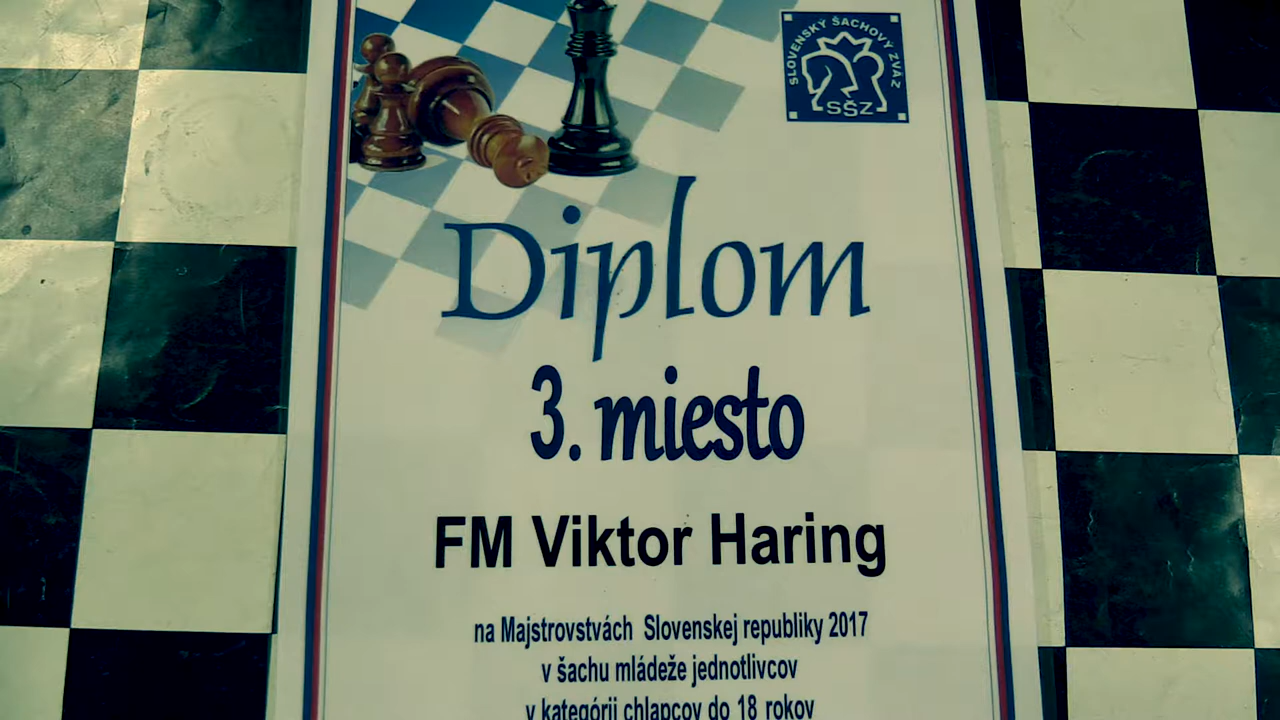 SLOVENSKÝ ŠACHOVÝ ZVÄZ
SŠZ
Diplom
3. miesto
FM Viktor Haring
na Majstrovstvách Slovenskej republiky 2017
v šachu mládeže jednotlivcov
v kategórii chlapcov do 18 rokov